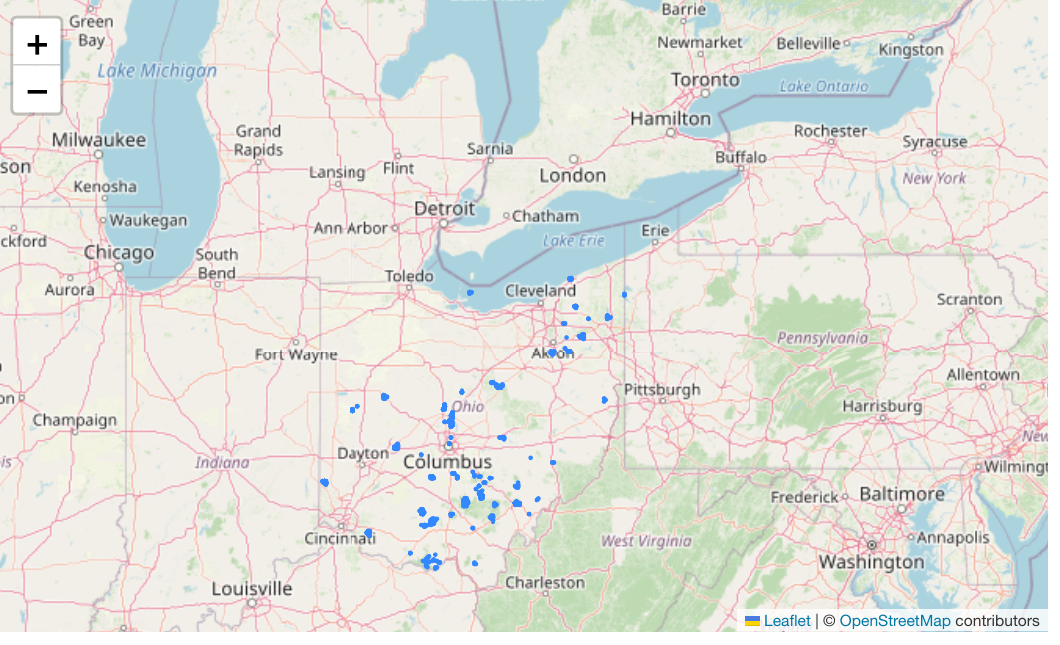 Green
Bay
Barrie
Newmarket
Belleville
Kingston
+
−
Lake Michigan
Toronto
Lake Ontario
Hamilton
Milwaukee
Grand
Rapids
Rochester
Syracuse
Sarnia
Flint
Lansing
London
Buffalo
New York
Kenosha
Waukegan
Detroit
Chatham
Ann Arbor
Erie
Lake Erie
Chicago
South
Bend
Toledo
Cleveland
Aurora
Scranton
Pennsylvania
Fort Wayne
Akron
Allentown
Pittsburgh
Harrisburg
Champaign
Ohio
Dayton
Indiana
Columbus
Frederick
Baltimore
Cincinnati
West Virginia
Annapolis
Washington
Louisville
Charleston
Leaflet | © OpenStreetMap contributors